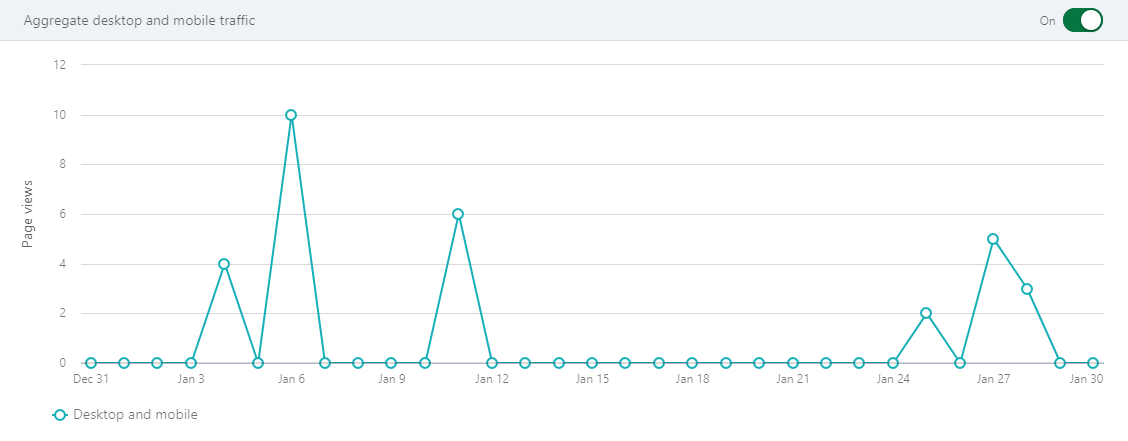 Aggregate desktop and mobile traffic
On
12
10
8
6
4
2
0
Page views
Dec 31 Jan 3 Jan 6 Jan 9 Jan 12 Jan 15 Jan 18 Jan 21 Jan 24 Jan 27 Jan 30
Desktop and mobile